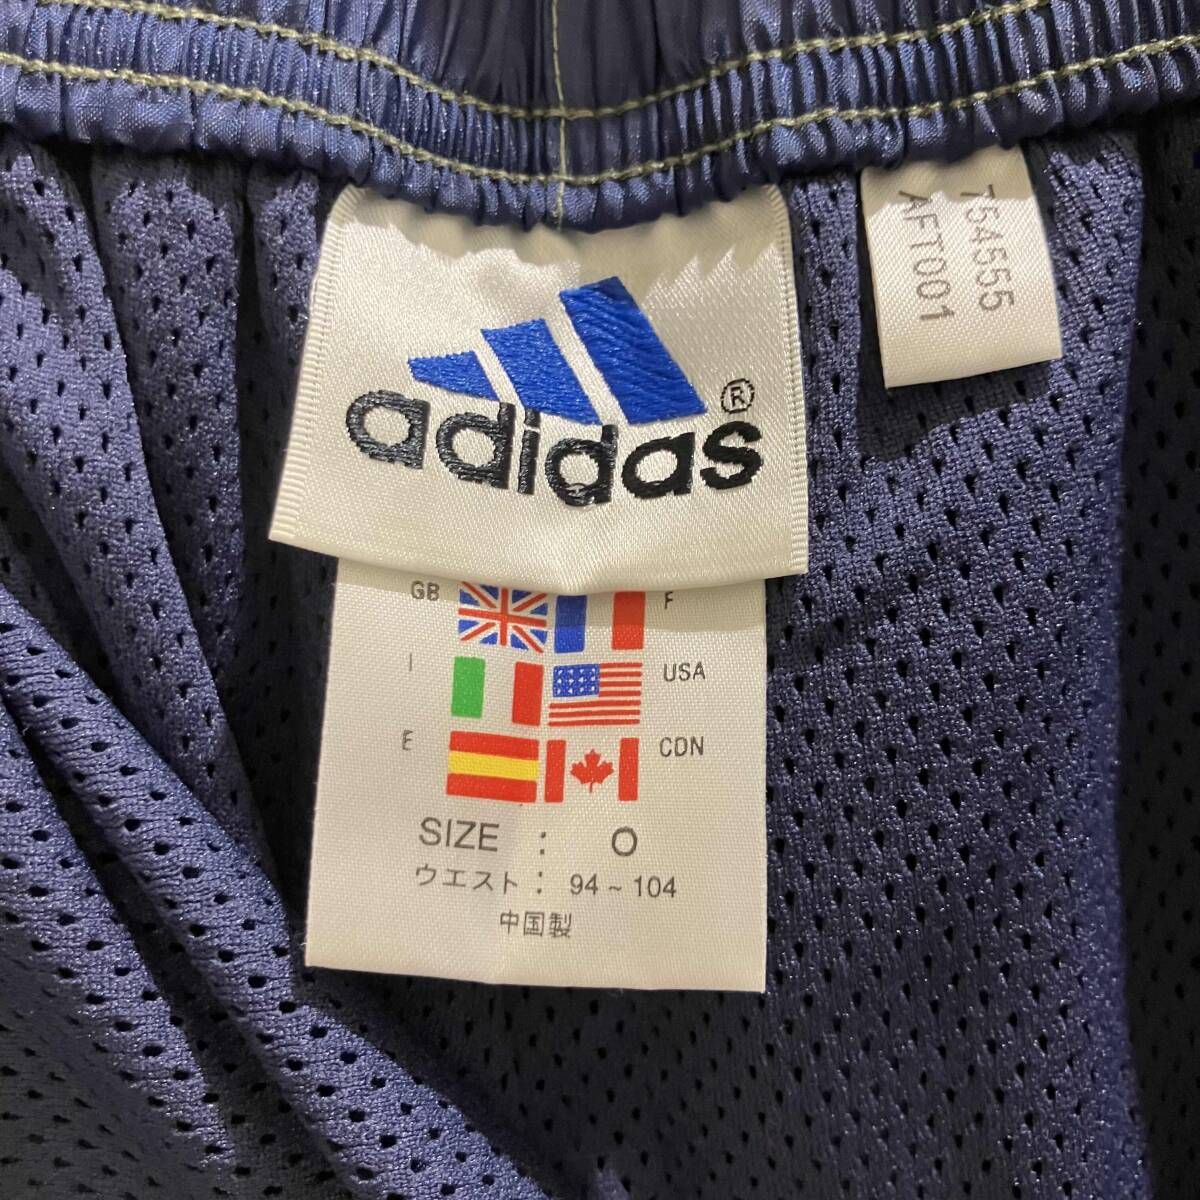 adidas®
754555
AFT001
GB F
I USA
E CDN
SIZE : O
ウエスト: 94~104
中国製